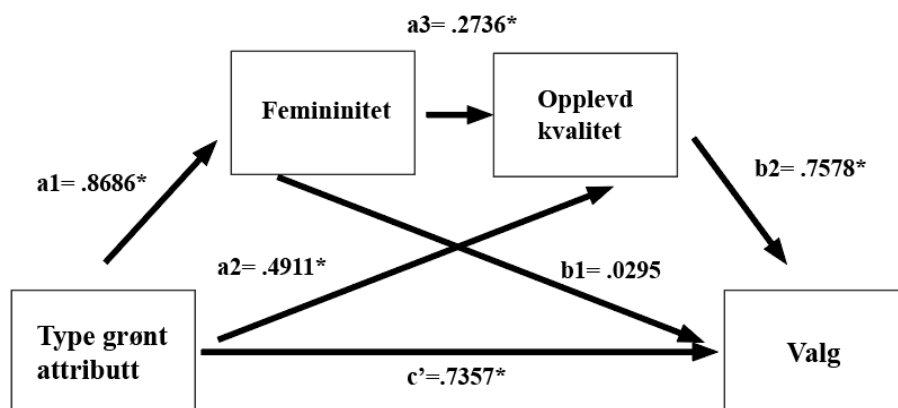 a3= .2736*
Femininitet
Opplevd
kvalitet
a1= .8686*
b2= .7578*
a2= .4911*
b1= .0295
Type grønt
attributt
Valg
c’=.7357*